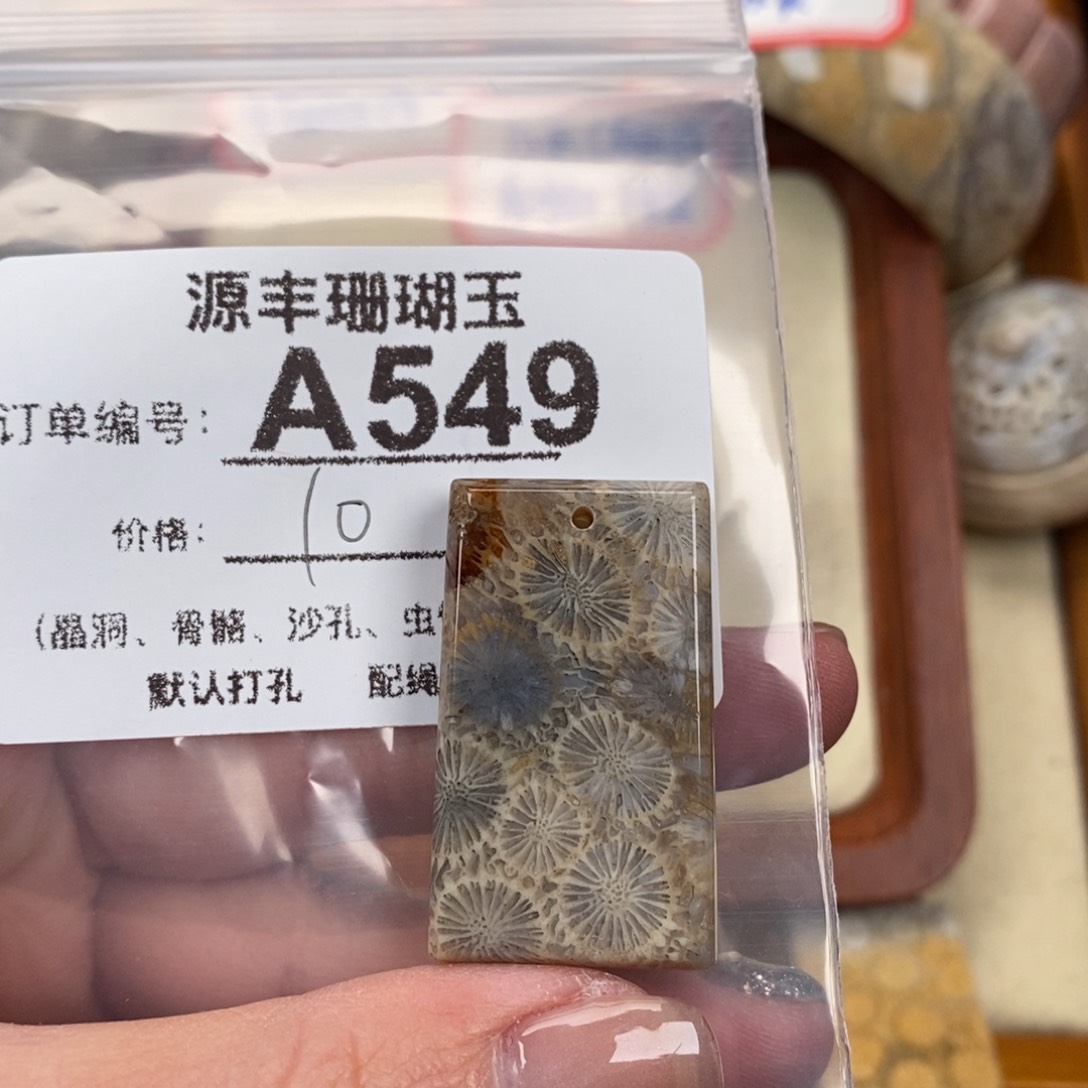 源丰珊瑚玉
订单编号: A549
价格: 10
(晶洞、骨骼、沙孔、虫
默认打孔 配绳